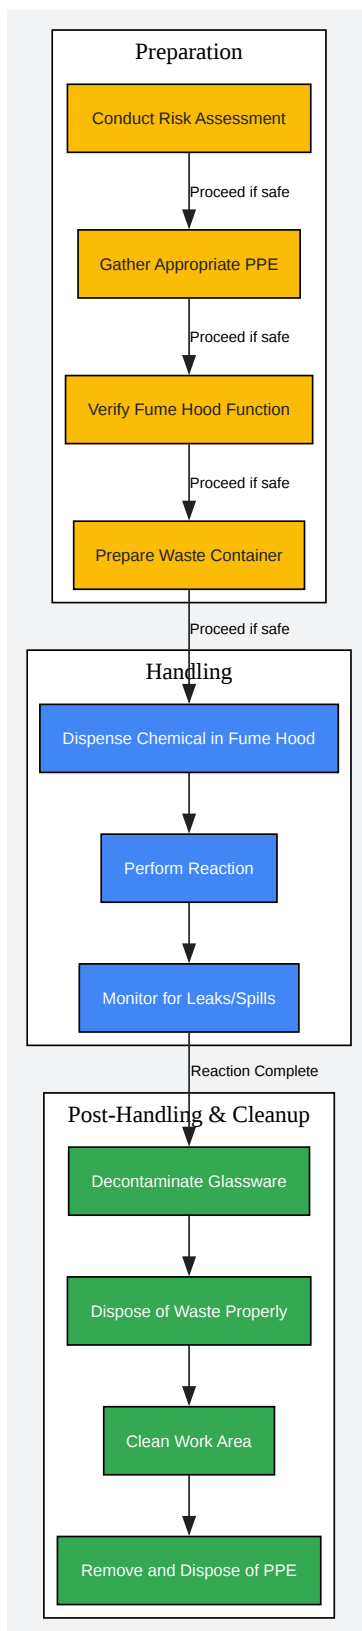 Preparation
Conduct Risk Assessment
Proceed if safe
Gather Appropriate PPE
Proceed if safe
Verify Fume Hood Function
Proceed if safe
Prepare Waste Container
Proceed if safe
Handling
Dispense Chemical in Fume Hood
Perform Reaction
Monitor for Leaks/Spills
Reaction Complete
Post-Handling & Cleanup
Decontaminate Glassware
Dispose of Waste Properly
Clean Work Area
Remove and Dispose of PPE